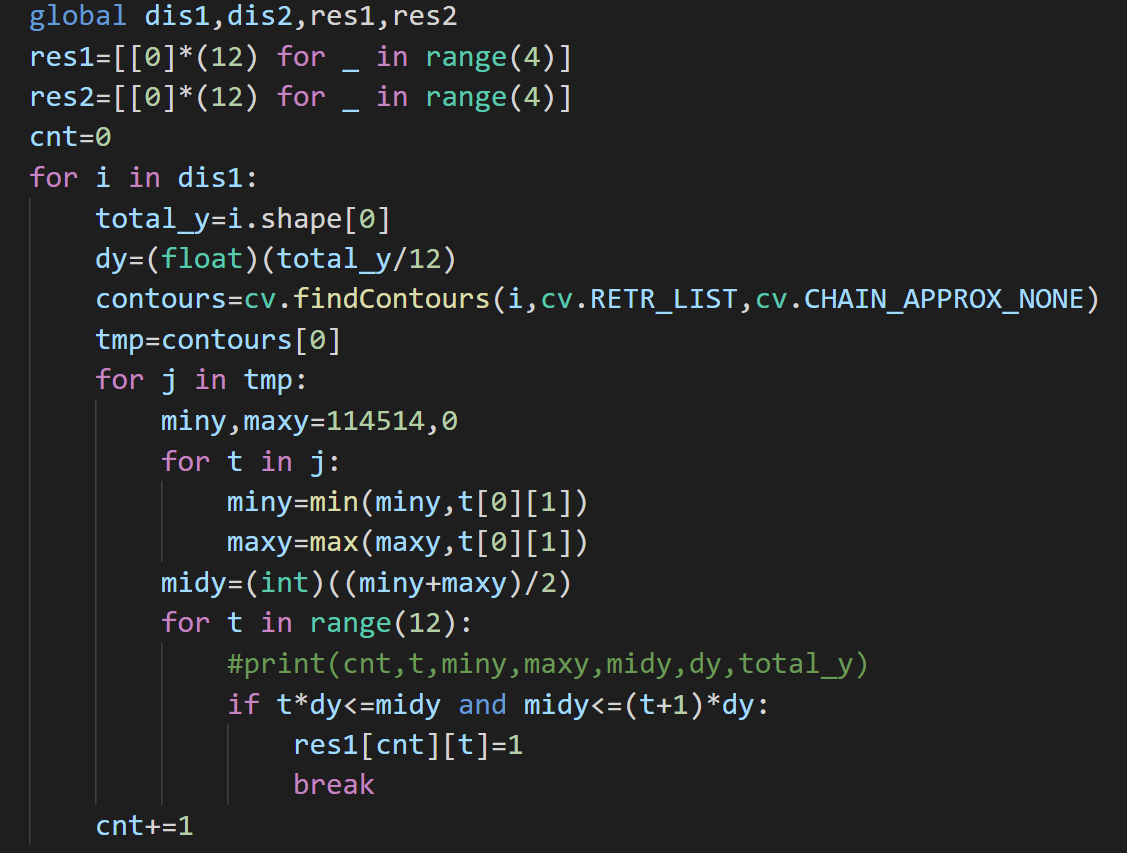 global dis1,dis2,res1,res2
res1=[[0]*(12) for _ in range(4)]
res2=[[0]*(12) for _ in range(4)]
cnt=0
for i in dis1:
    total_y=i.shape[0]
    dy=(float)(total_y/12)
    contours=cv.findContours(i,cv.RETR_LIST,cv.CHAIN_APPROX_NONE)
    tmp=contours[0]
    for j in tmp:
        miny,maxy=114514,0
        for t in j:
            miny=min(miny,t[0][1])
            maxy=max(maxy,t[0][1])
        midy=(int)((miny+maxy)/2)
        for t in range(12):
            #print(cnt,t,miny,maxy,midy,dy,total_y)
            if t*dy<=midy and midy<=(t+1)*dy:
                res1[cnt][t]=1
                break
    cnt+=1